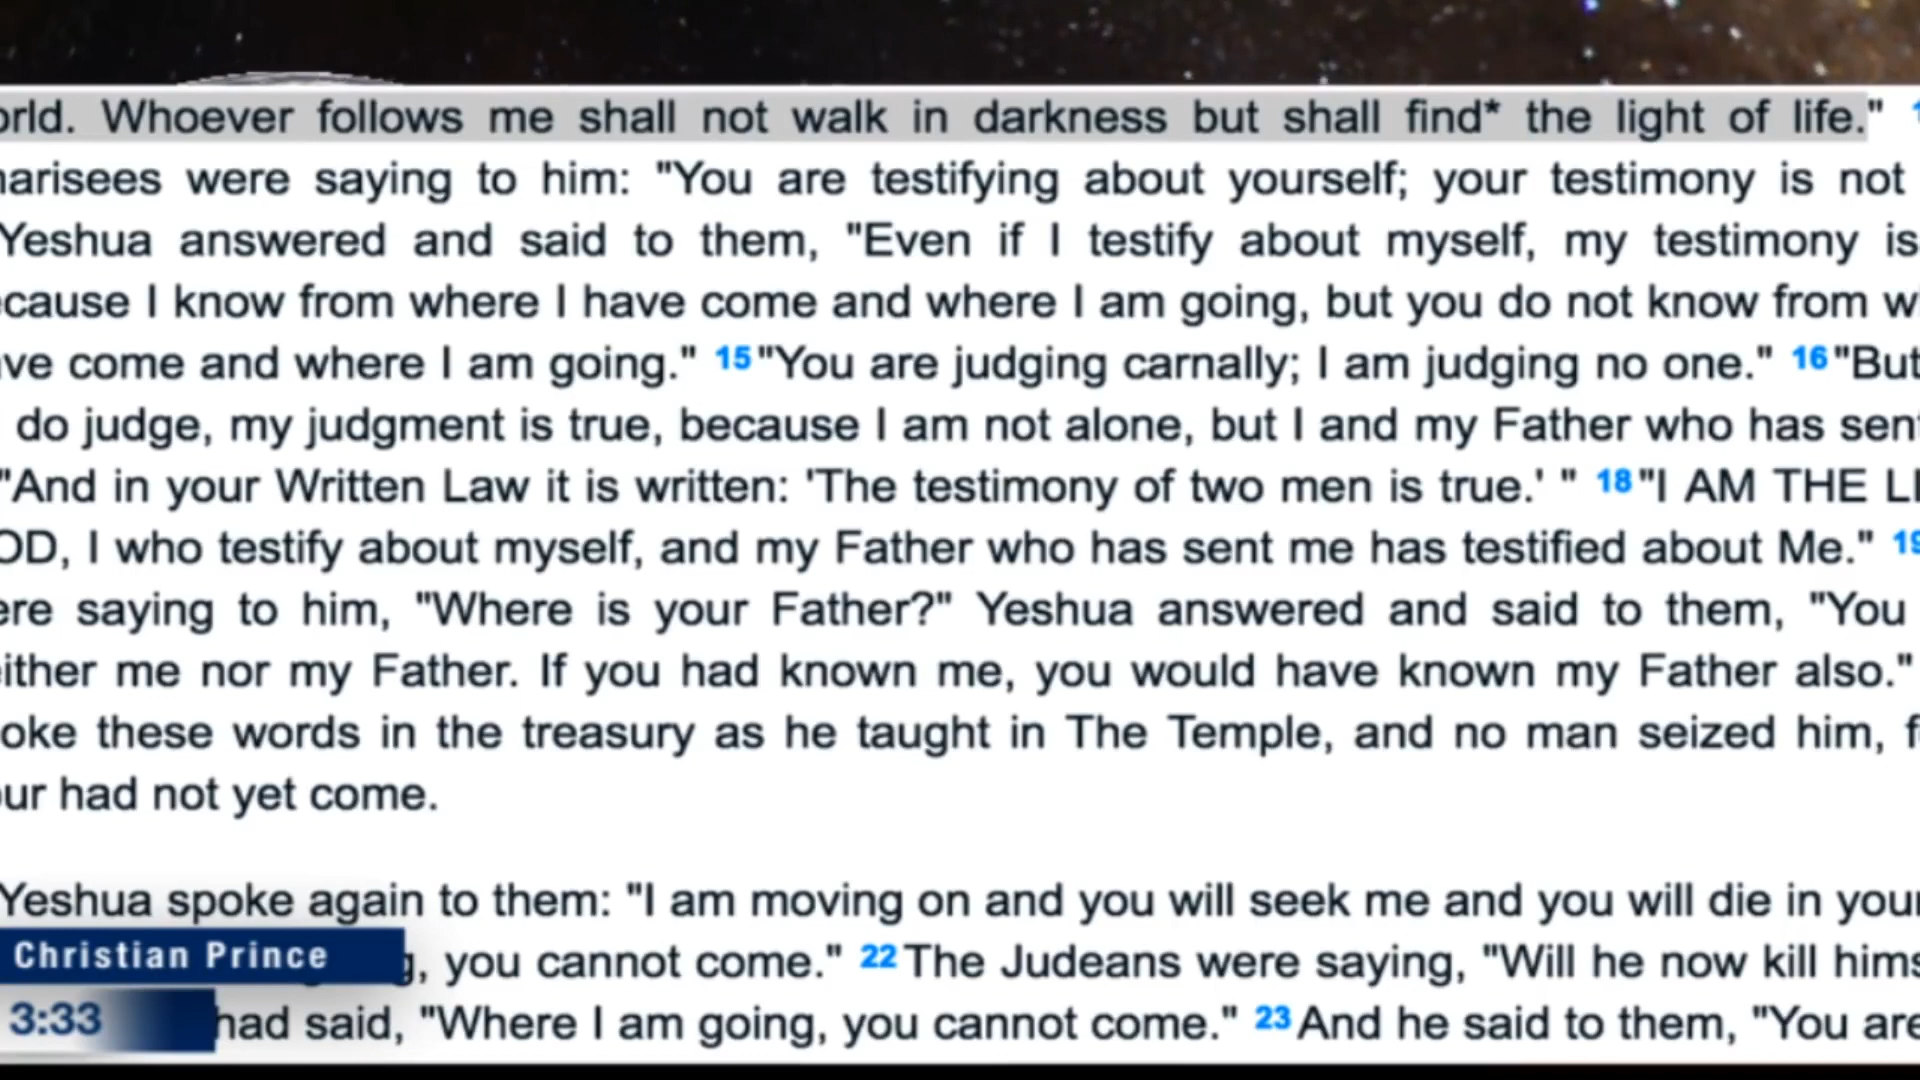 orld. Whoever follows me shall not walk in darkness but shall find* the light of life."
arisees were saying to him: "You are testifying about yourself; your testimony is not
Yeshua answered and said to them, "Even if I testify about myself, my testimony is
ecause I know from where I have come and where I am going, but you do not know from w
ve come and where I am going." 15 "You are judging carnally; I am judging no one." 16 "But
do judge, my judgment is true, because I am not alone, but I and my Father who has sent
"And in your Written Law it is written: 'The testimony of two men is true.' " 18 "I AM THE LI
OD, I who testify about myself, and my Father who has sent me has testified about Me." 19
ere saying to him, "Where is your Father?" Yeshua answered and said to them, "You
either me nor my Father. If you had known me, you would have known my Father also."
oke these words in the treasury as he taught in The Temple, and no man seized him, f
our had not yet come.
Yeshua spoke again to them: "I am moving on and you will seek me and you will die in your
Christian Prince
g, you cannot come." 22 The Judeans were saying, "Will he now kill hims
3:33
had said, "Where I am going, you cannot come." 23 And he said to them, "You are